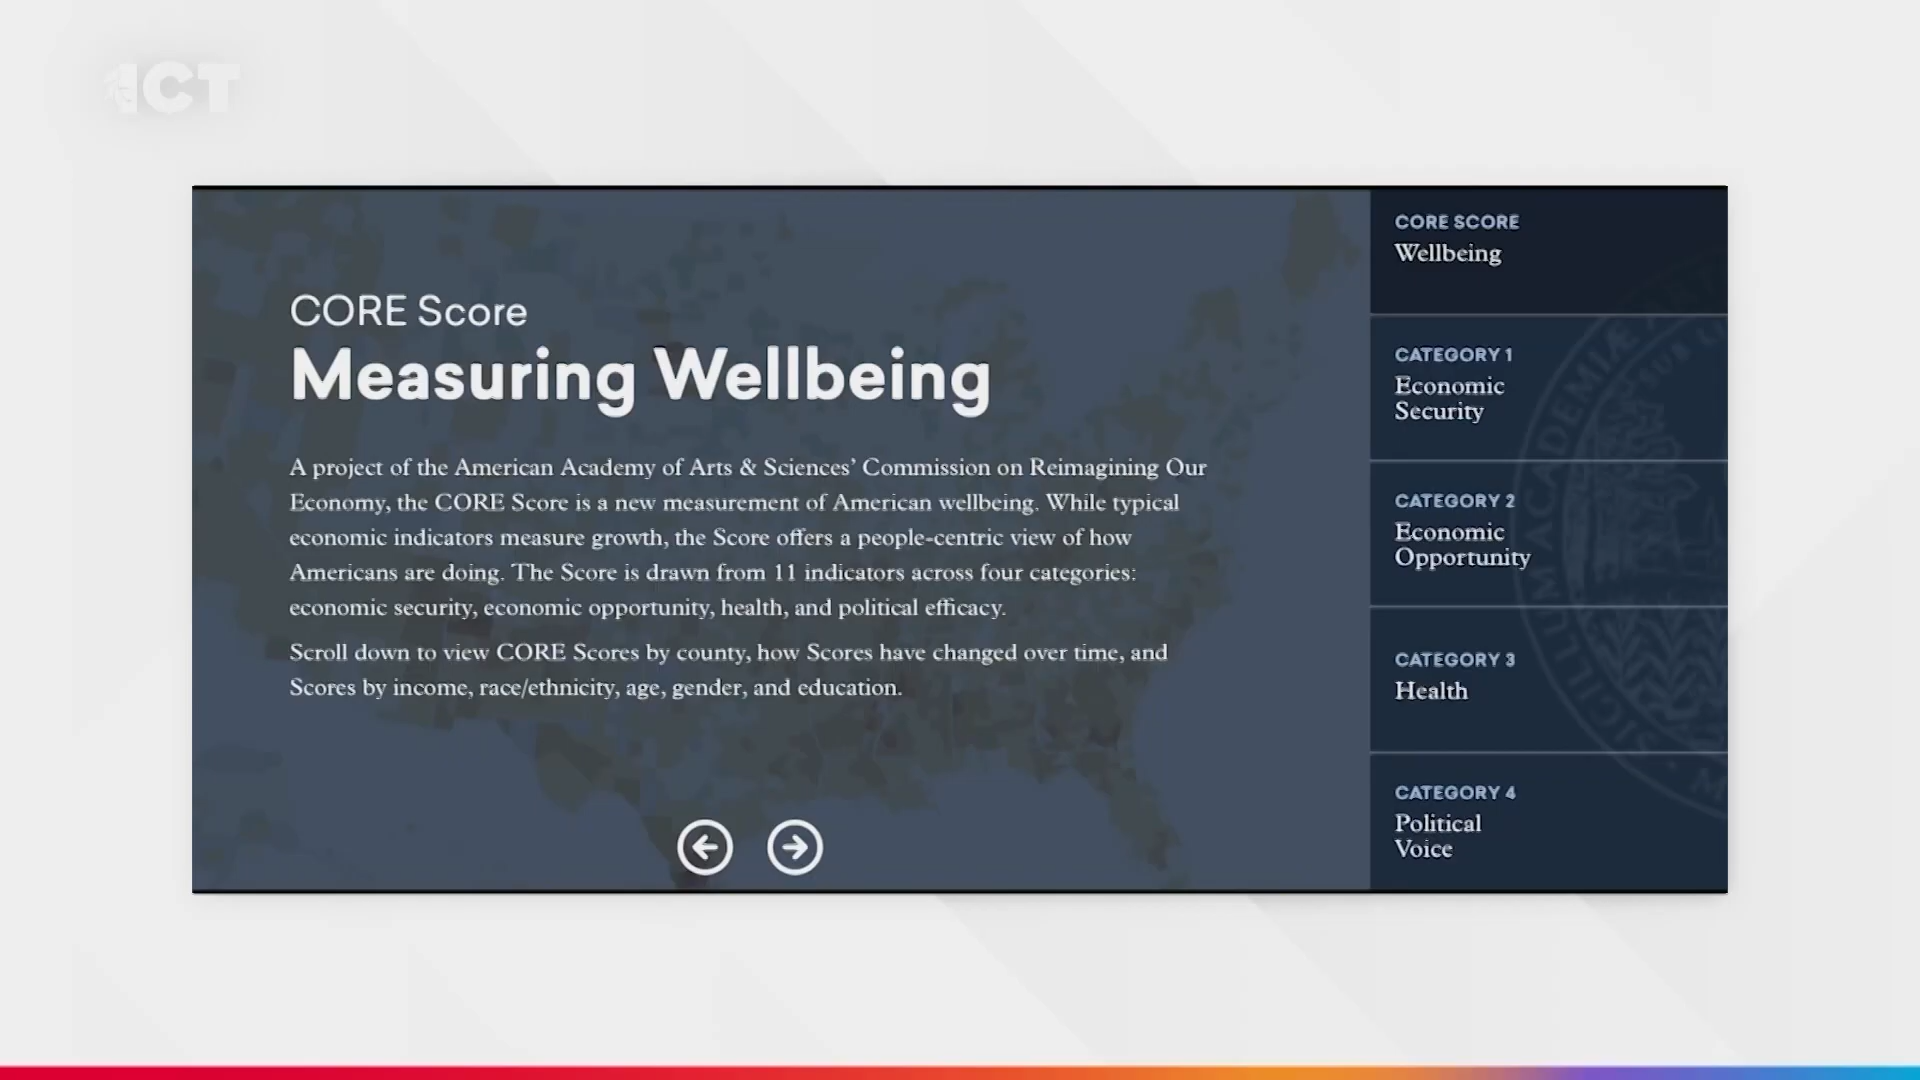 1CT
CORE Score
Measuring Wellbeing
A project of the American Academy of Arts & Sciences’ Commission on Reimagining Our
Economy, the CORE Score is a new measurement of American wellbeing. While typical
economic indicators measure growth, the Score offers a people-centric view of how
Americans are doing. The Score is drawn from 11 indicators across four categories:
economic security, economic opportunity, health, and political efficacy.
Scroll down to view CORE Scores by county, how Scores have changed over time, and
Scores by income, race/ethnicity, age, gender, and education.
CORE SCORE
Wellbeing
CATEGORY 1
Economic
Security
CATEGORY 2
Economic
Opportunity
CATEGORY 3
Health
CATEGORY 4
Political
Voice